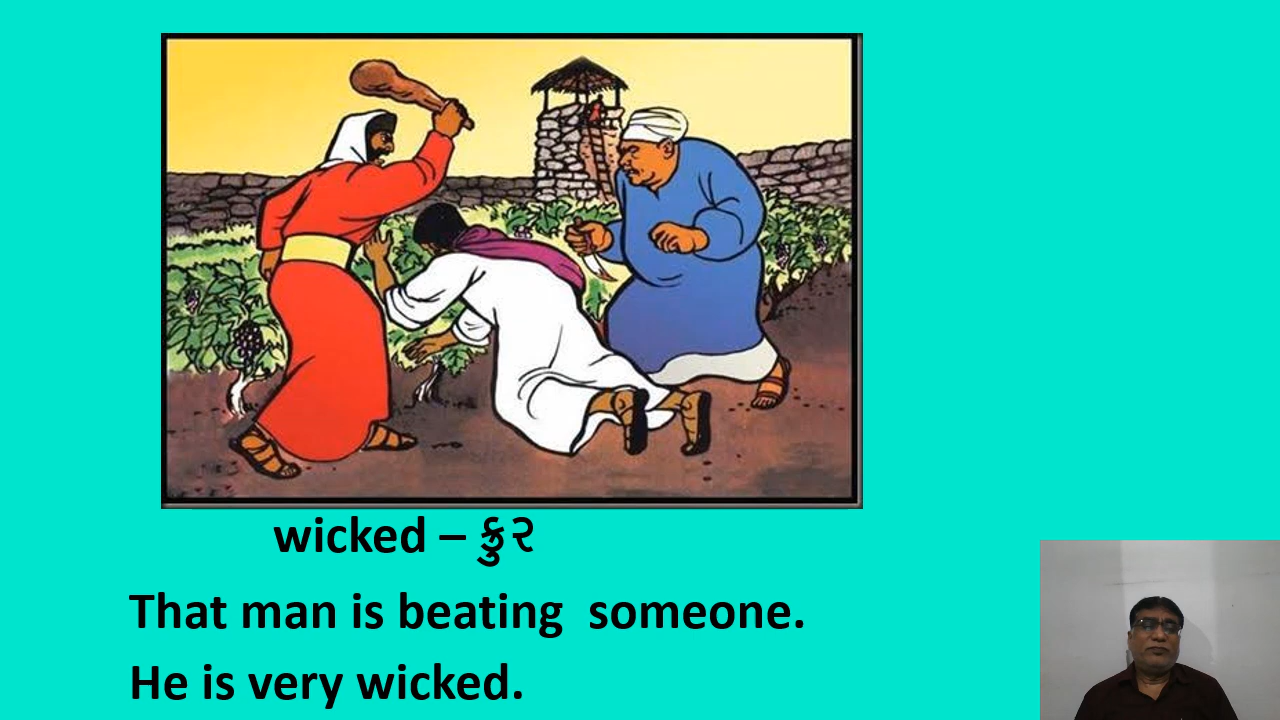 wicked – ક્રુર
That man is beating  someone.
He is very wicked.